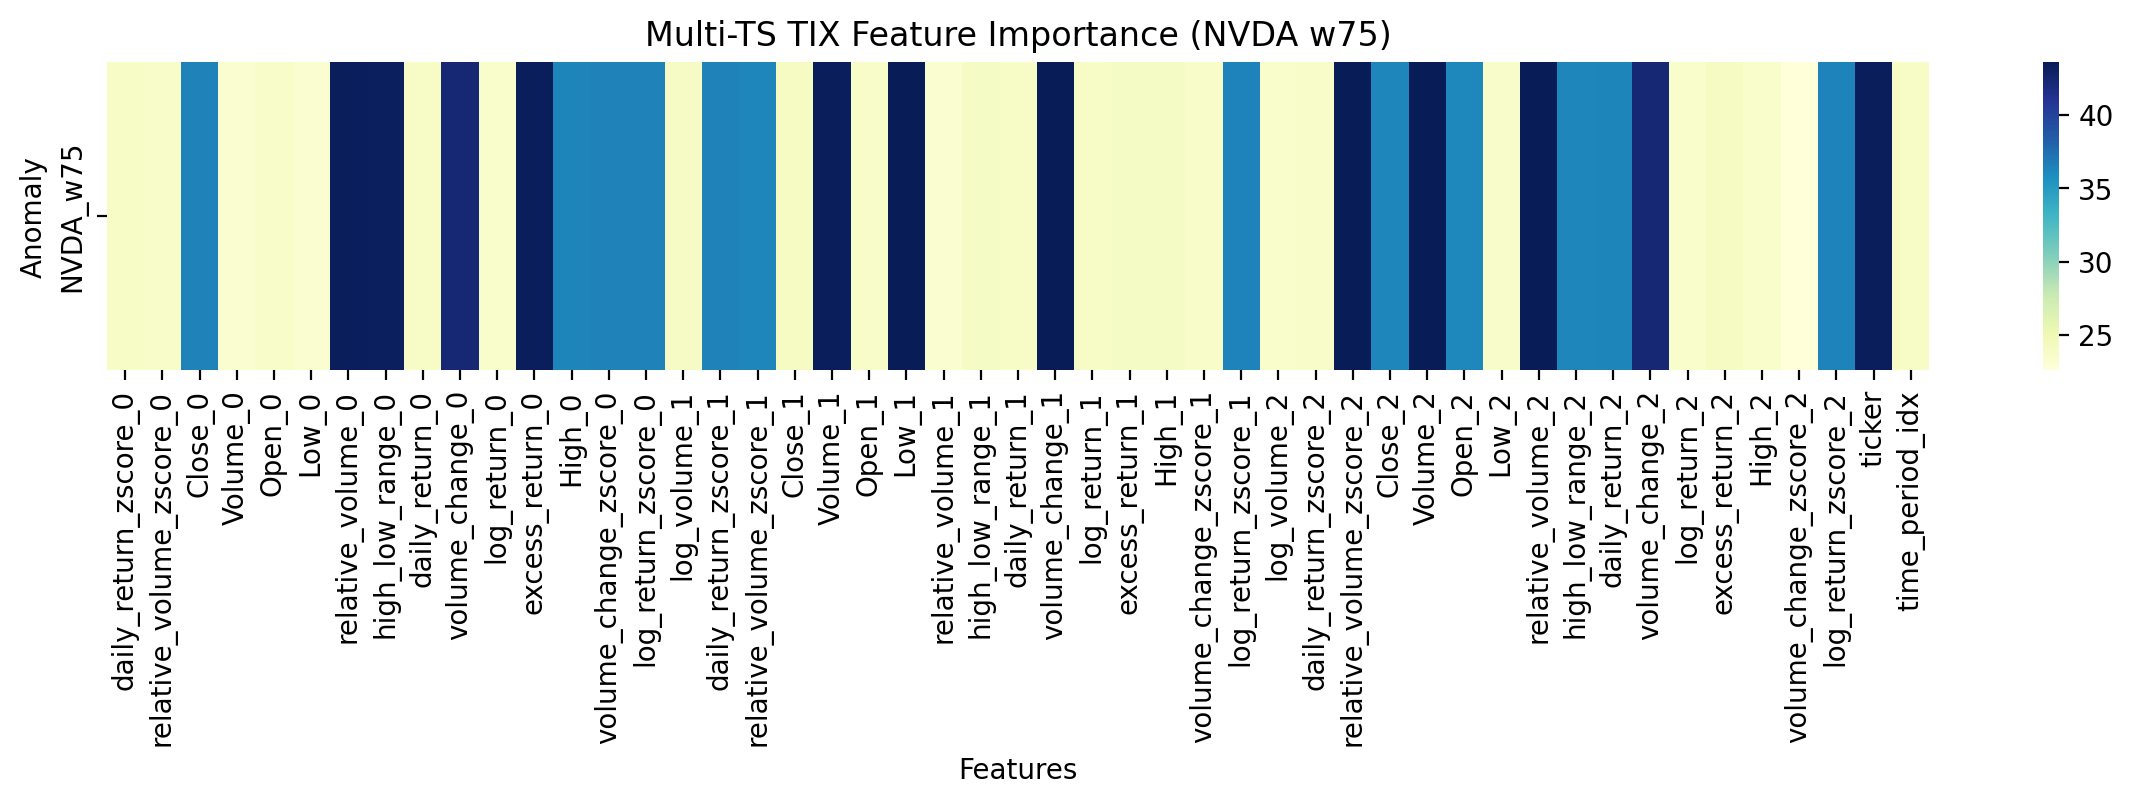 Multi-TS TIX Feature Importance (NVDA w75)
Anomaly
NVDA_w75
daily_return_zscore_0
relative_volume_zscore_0
Close_0
Volume_0
Open_0
Low_0
relative_volume_0
high_low_range_0
daily_return_0
volume_change_0
log_return_0
excess_return_0
High_0
volume_change_zscore_0
log_return_zscore_0
log_volume_1
daily_return_zscore_1
relative_volume_zscore_1
Close_1
Volume_1
Open_1
Low_1
relative_volume_1
high_low_range_1
daily_return_1
volume_change_1
log_return_1
excess_return_1
High_1
volume_change_zscore_1
log_return_zscore_1
log_volume_2
daily_return_zscore_2
relative_volume_zscore_2
Close_2
Volume_2
Open_2
Low_2
relative_volume_2
high_low_range_2
daily_return_2
volume_change_2
log_return_2
excess_return_2
High_2
volume_change_zscore_2
log_return_zscore_2
ticker
time_period_idx
Features
40
35
30
25